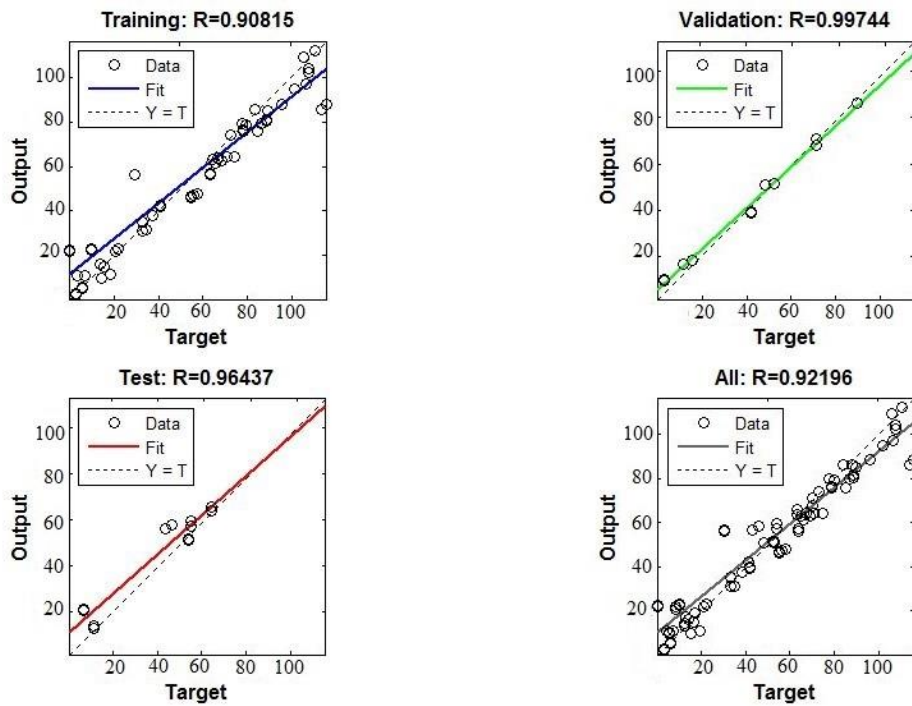 Training: R=0.90815
Data
Fit
Y = T
100
80
60
40
20
Output
20 40 60 80 100
Target
Validation: R=0.99744
Data
Fit
Y = T
100
80
60
40
20
Output
20 40 60 80 100
Target
Test: R=0.96437
Data
Fit
Y = T
100
80
60
40
20
Output
20 40 60 80 100
Target
All: R=0.92196
Data
Fit
Y = T
100
80
60
40
20
Output
20 40 60 80 100
Target